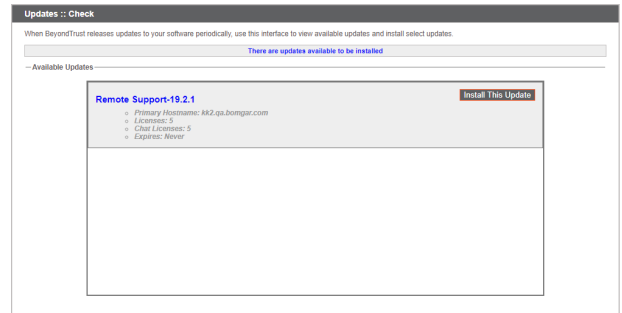 Updates :: Check
When BeyondTrust releases updates to your software periodically, use this interface to view available updates and install select updates.
There are updates available to be installed
Available Updates
Remote Support-19.2.1
Install This Update
Primary Hostname: kk2.qa.bomgar.com
Licenses: 5
Chat Licenses: 5
Expires: Never